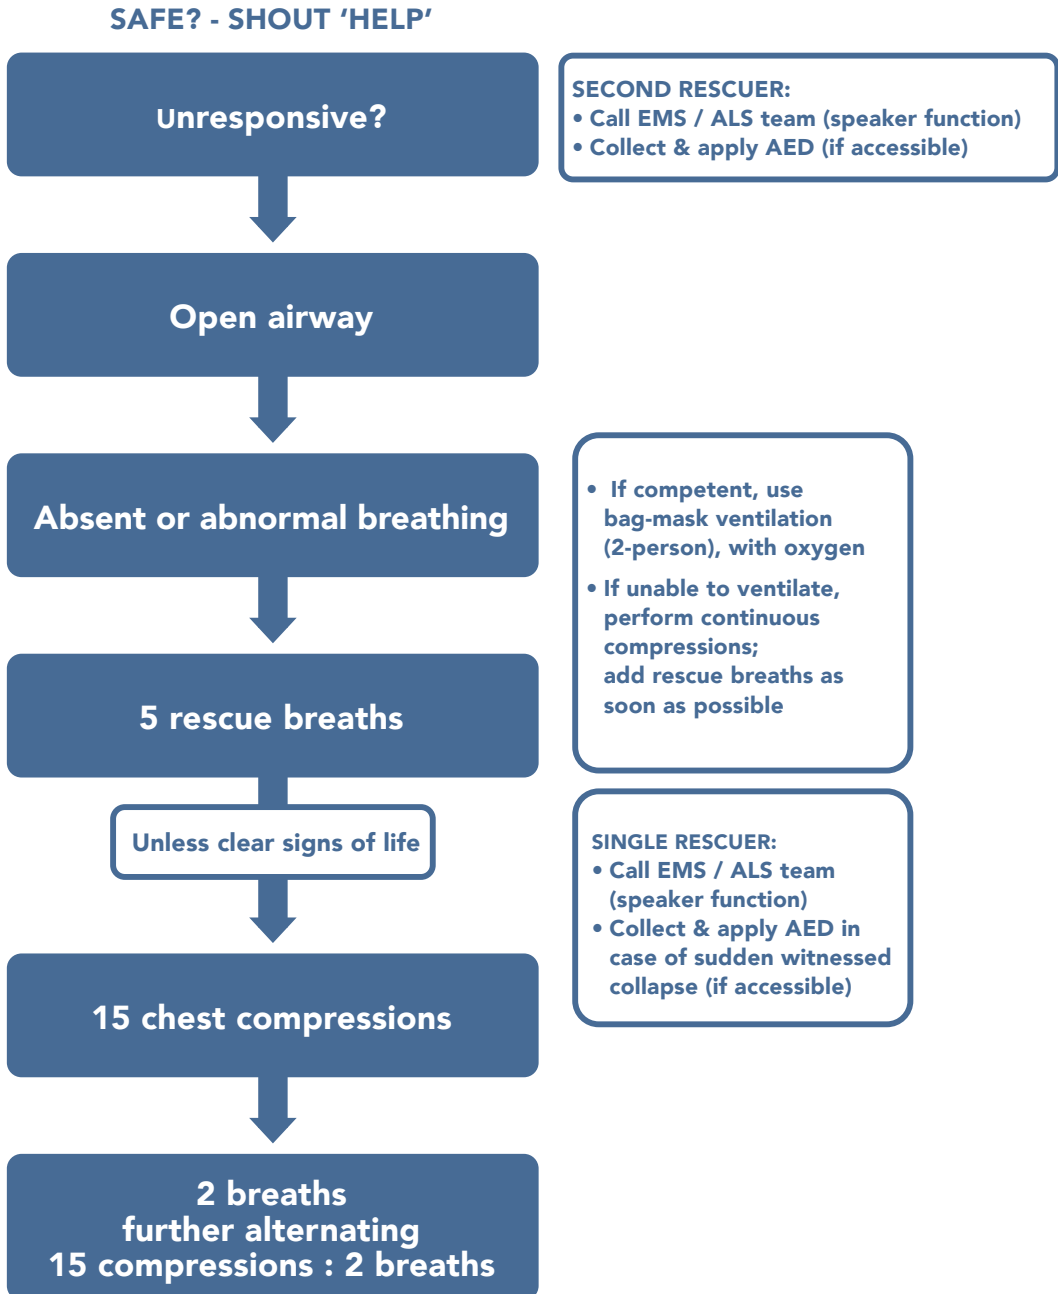 SAFE? - SHOUT ‘HELP’
Unresponsive?
SECOND RESCUER:
• Call EMS / ALS team (speaker function)
• Collect & apply AED (if accessible)
Open airway
Absent or abnormal breathing
• If competent, use
bag-mask ventilation
(2-person), with oxygen
• If unable to ventilate,
perform continuous
compressions;
add rescue breaths as
soon as possible
5 rescue breaths
Unless clear signs of life
SINGLE RESCUER:
• Call EMS / ALS team
(speaker function)
• Collect & apply AED in
case of sudden witnessed
collapse (if accessible)
15 chest compressions
2 breaths
further alternating
15 compressions : 2 breaths